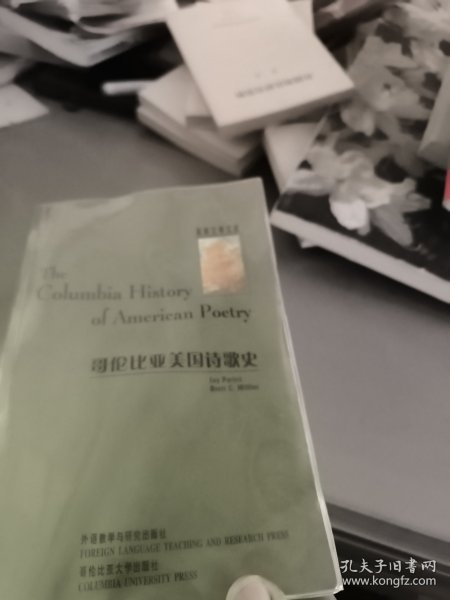 The
Columbia History
of American Poetry
哥伦比亚美国诗歌史
Jay Parini
Brett C. Millier
外语教学与研究出版社
FOREIGN LANGUAGE TEACHING AND RESEARCH PRESS
哥伦比亚大学出版社
COLUMBIA UNIVERSITY PRESS
孔夫子旧书网
www.kongfz.com